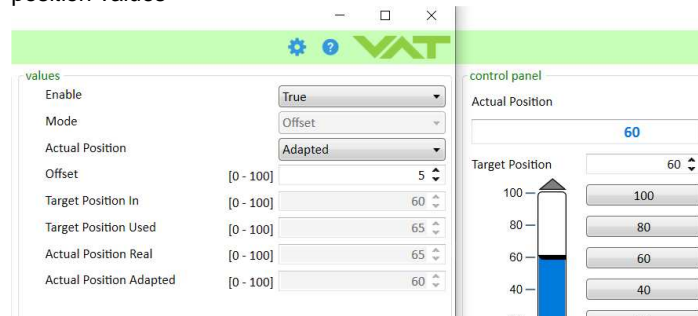 position values
VAT
values
Enable True
Mode Offset
Actual Position Adapted
Offset [0 - 100] 5
Target Position In [0 - 100] 60
Target Position Used [0 - 100] 65
Actual Position Real [0 - 100] 65
Actual Position Adapted [0 - 100] 60
control panel
Actual Position
60
Target Position 60
100 100
80 80
60 60
40 40